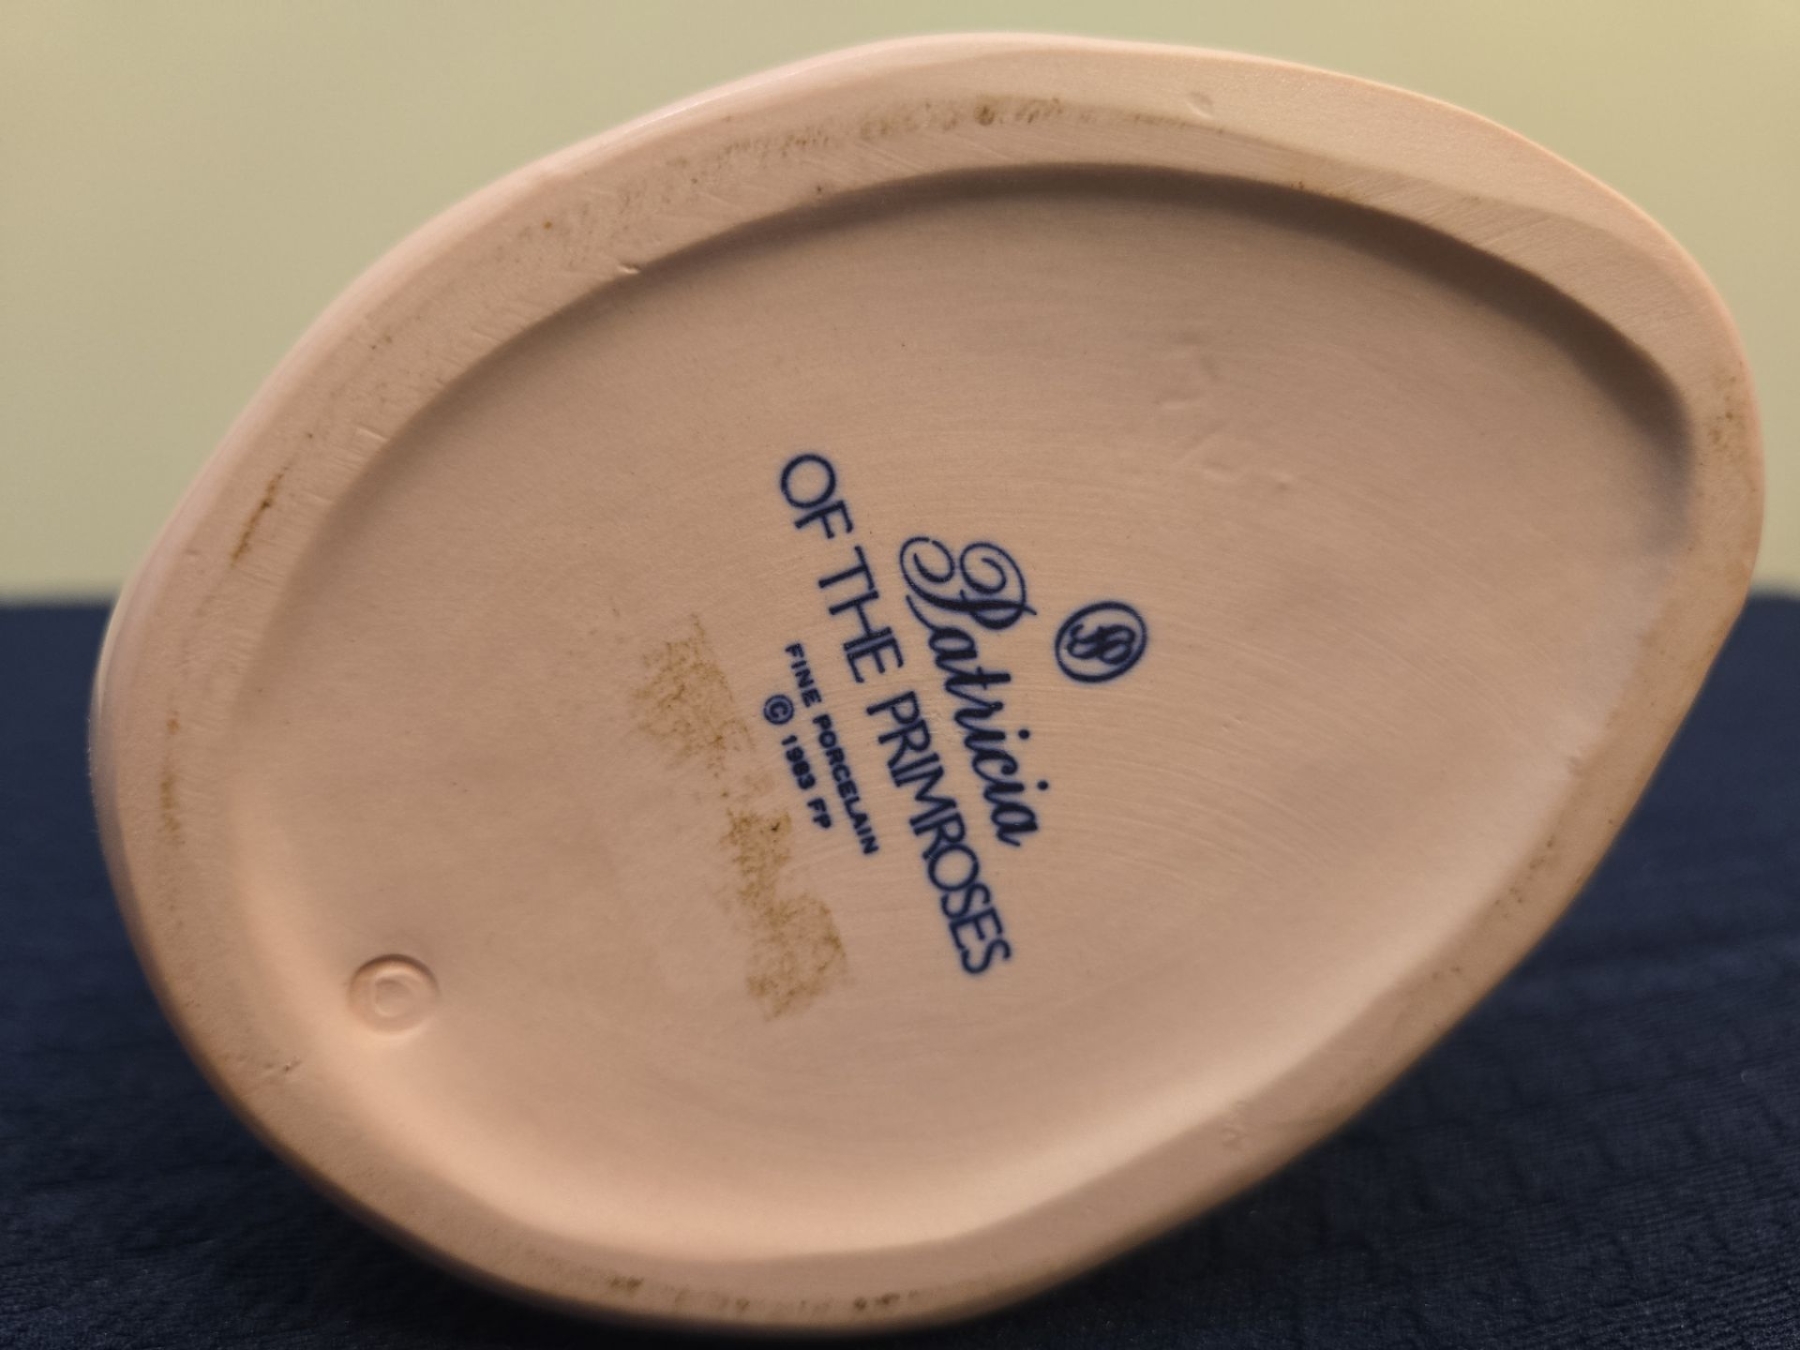 Patricia
OF THE PRIMROSES
FINE PORCELAIN
© 1983 FP